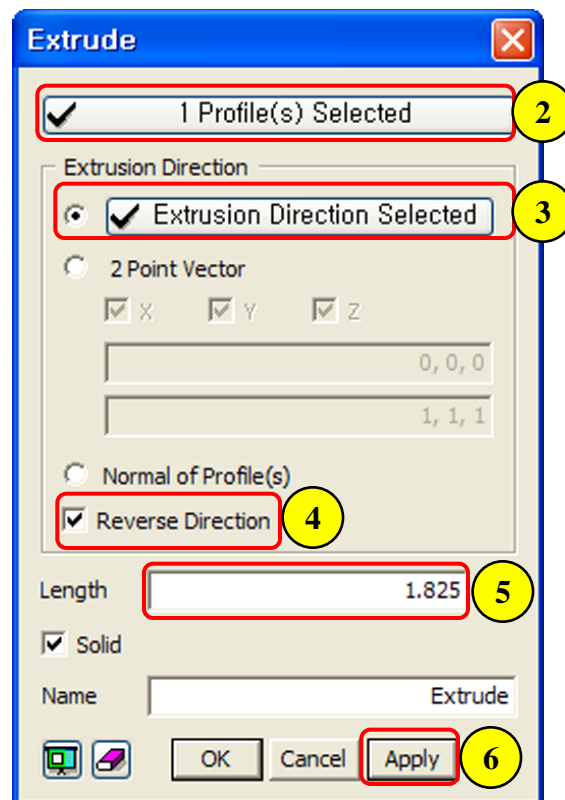 Extrude
1 Profile(s) Selected
2
Extrusion Direction
Extrusion Direction Selected
3
2 Point Vector
X Y Z
0, 0, 0
1, 1, 1
Normal of Profile(s)
Reverse Direction
4
Length 1.825
5
Solid
Name Extrude
OK Cancel Apply
6